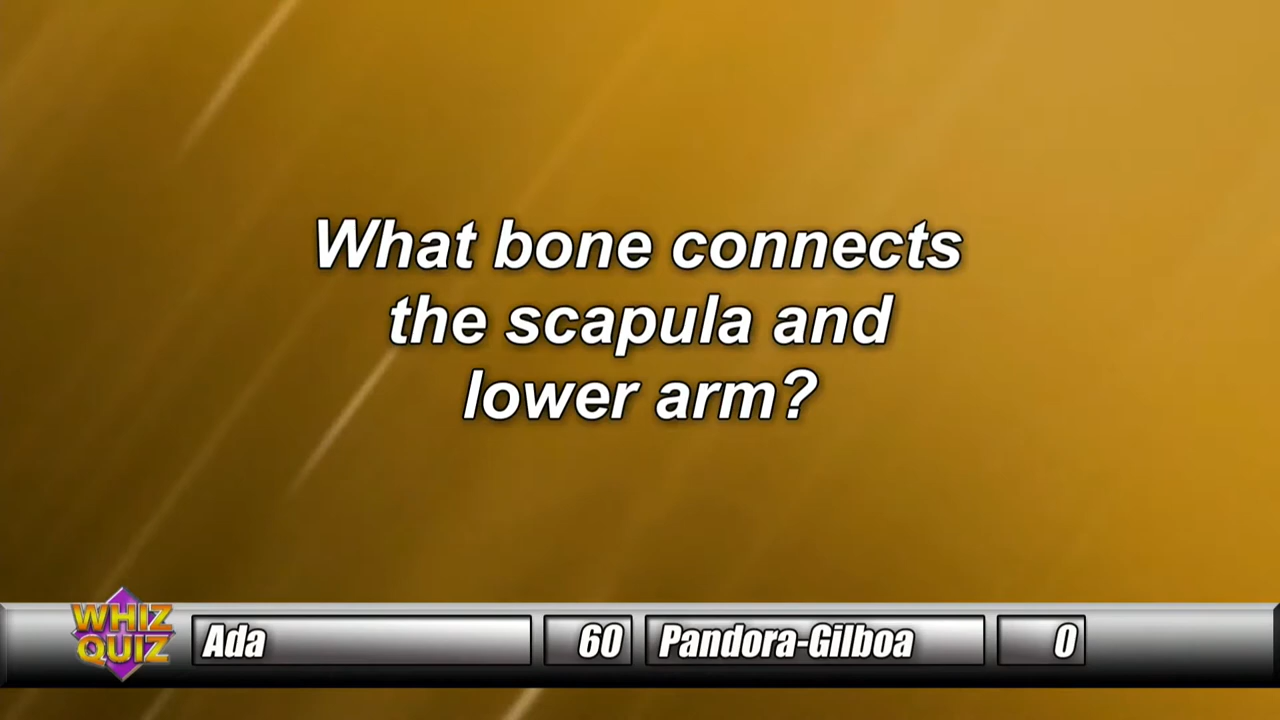 What bone connects
the scapula and
lower arm?
WHIZ
QUIZ
Ada
60
Pandora-Gilboa
0